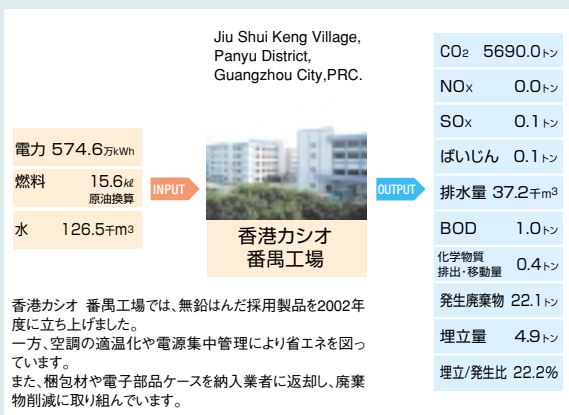 Jiu Shui Keng Village,
Panyu District,
Guangzhou City,PRC.
電力 574.6万kWh
燃料 15.6㎘
原油換算
水 126.5千m3
INPUT
香港カシオ
番禺工場
OUTPUT
CO2 5690.0トン
NOx 0.0トン
SOx 0.1トン
ばいじん 0.1トン
排水量 37.2千m3
BOD 1.0トン
化学物質
排出・移動量 0.4トン
発生廃棄物 22.1トン
埋立量 4.9トン
埋立/発生比 22.2%
香港カシオ 番禺工場では、無鉛はんだ採用製品を2002年
度に立ち上げました。
一方、空調の適温化や電源集中管理により省エネを図っ
ています。
また、梱包材や電子部品ケースを納入業者に返却し、廃棄
物削減に取り組んでいます。